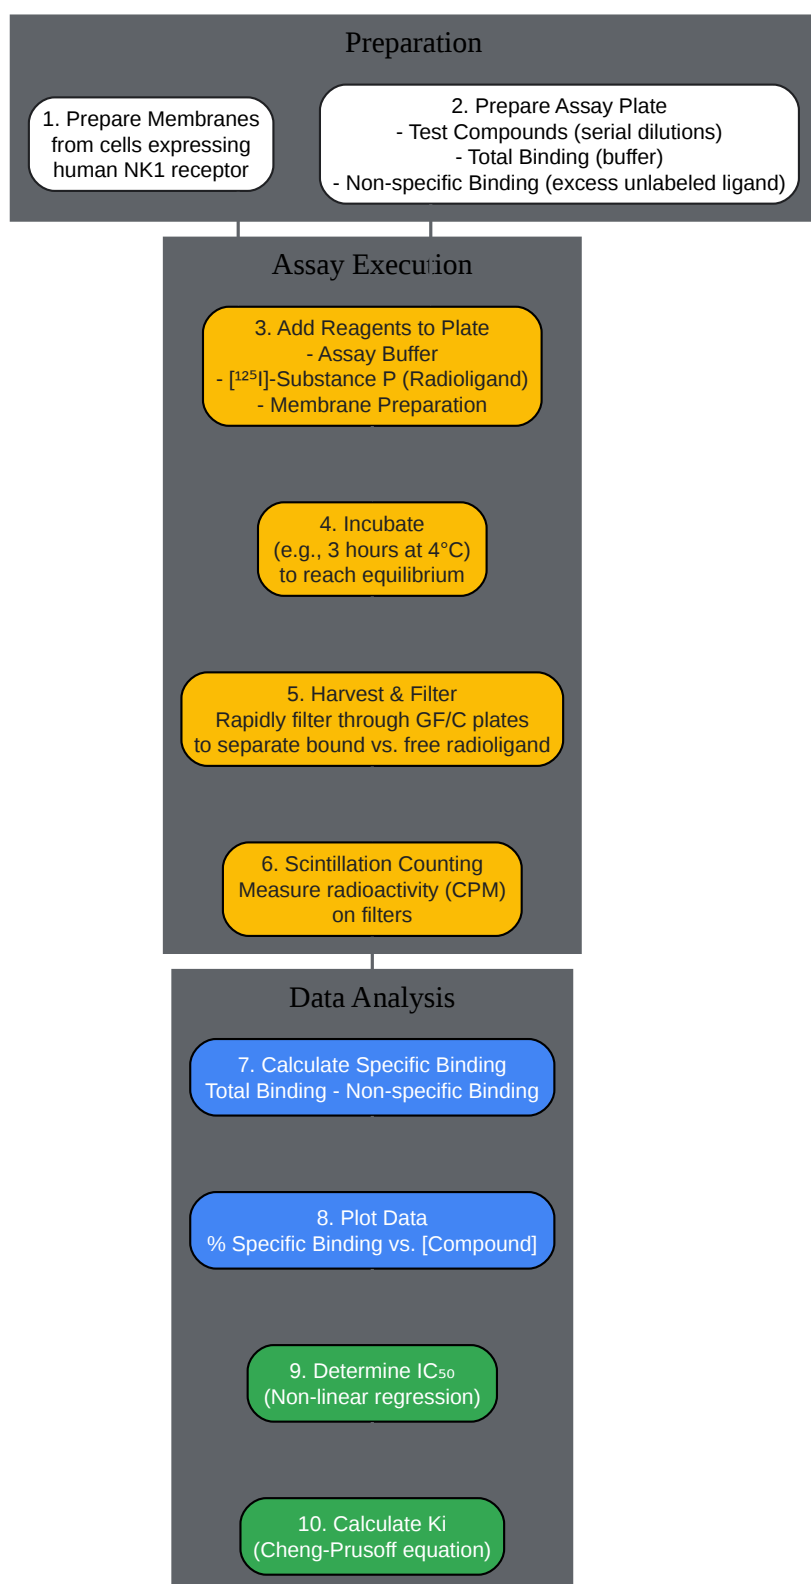 Preparation
1. Prepare Membranes
from cells expressing
human NK1 receptor
2. Prepare Assay Plate
- Test Compounds (serial dilutions)
- Total Binding (buffer)
- Non-specific Binding (excess unlabeled ligand)
Assay Execution
3. Add Reagents to Plate
- Assay Buffer
- [¹²⁵I]-Substance P (Radioligand)
- Membrane Preparation
4. Incubate
(e.g., 3 hours at 4°C)
to reach equilibrium
5. Harvest & Filter
Rapidly filter through GF/C plates
to separate bound vs. free radioligand
6. Scintillation Counting
Measure radioactivity (CPM)
on filters
Data Analysis
7. Calculate Specific Binding
Total Binding - Non-specific Binding
8. Plot Data
% Specific Binding vs. [Compound]
9. Determine IC₅₀
(Non-linear regression)
10. Calculate Ki
(Cheng-Prusoff equation)